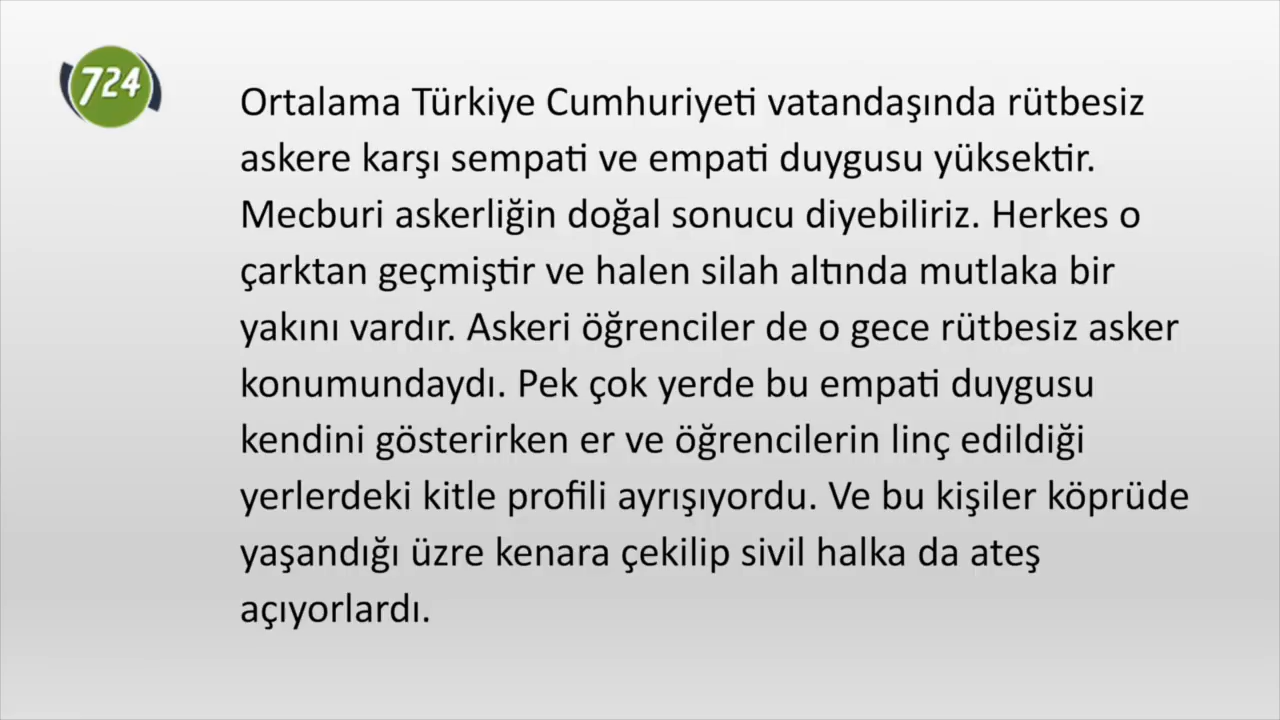 724
Ortalama Türkiye Cumhuriyeti vatandaşında rütbesiz
askere karşı sempati ve empati duygusu yüksektir.
Mecburi askerliğin doğal sonucu diyebiliriz. Herkes o
çarktan geçmiştir ve halen silah altında mutlaka bir
yakını vardır. Askeri öğrenciler de o gece rütbesiz asker
konumundaydı. Pek çok yerde bu empati duygusu
kendini gösterirken er ve öğrencilerin linç edildiği
yerlerdeki kitle profili ayrışıyordu. Ve bu kişiler köprüde
yaşandığı üzre kenara çekilip sivil halka da ateş
açıyorlardı.